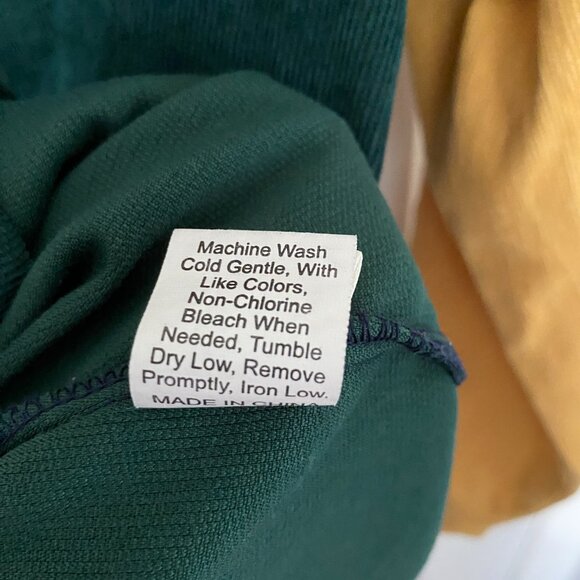 Machine Wash
Cold Gentle, With
Like Colors,
Non-Chlorine
Bleach When
Needed, Tumble
Dry Low, Remove
Promptly, Iron Low.
MADE IN CHINA